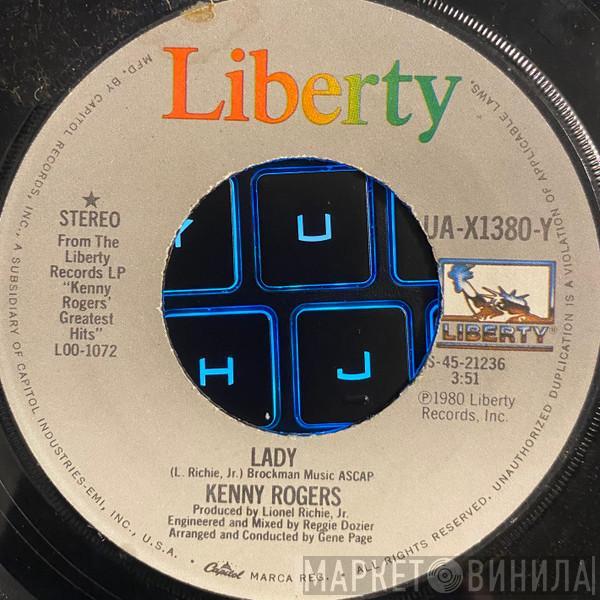 Liberty
MFD. BY CAPITOL RECORDS, INC., A SUBSIDIARY OF CAPITOL INDUSTRIES-EMI, INC., U.S.A. • Capitol MARCA REG. • ALL RIGHTS RESERVED. UNAUTHORIZED DUPLICATION IS A VIOLATION OF APPLICABLE LAWS.
★
STEREO
From The
Liberty
Records LP
"Kenny
Rogers'
Greatest
Hits"
LOO-1072
UA-X1380-Y
LIBERTY®
S-45-21236
3:51
Ⓟ1980 Liberty
Records, Inc.
Y U
H J
LADY
(L. Richie, Jr.) Brockman Music ASCAP
KENNY ROGERS
Produced by Lionel Richie, Jr.
Engineered and Mixed by Reggie Dozier
Arranged and Conducted by Gene Page
МАРКЕТ ВИНИЛА